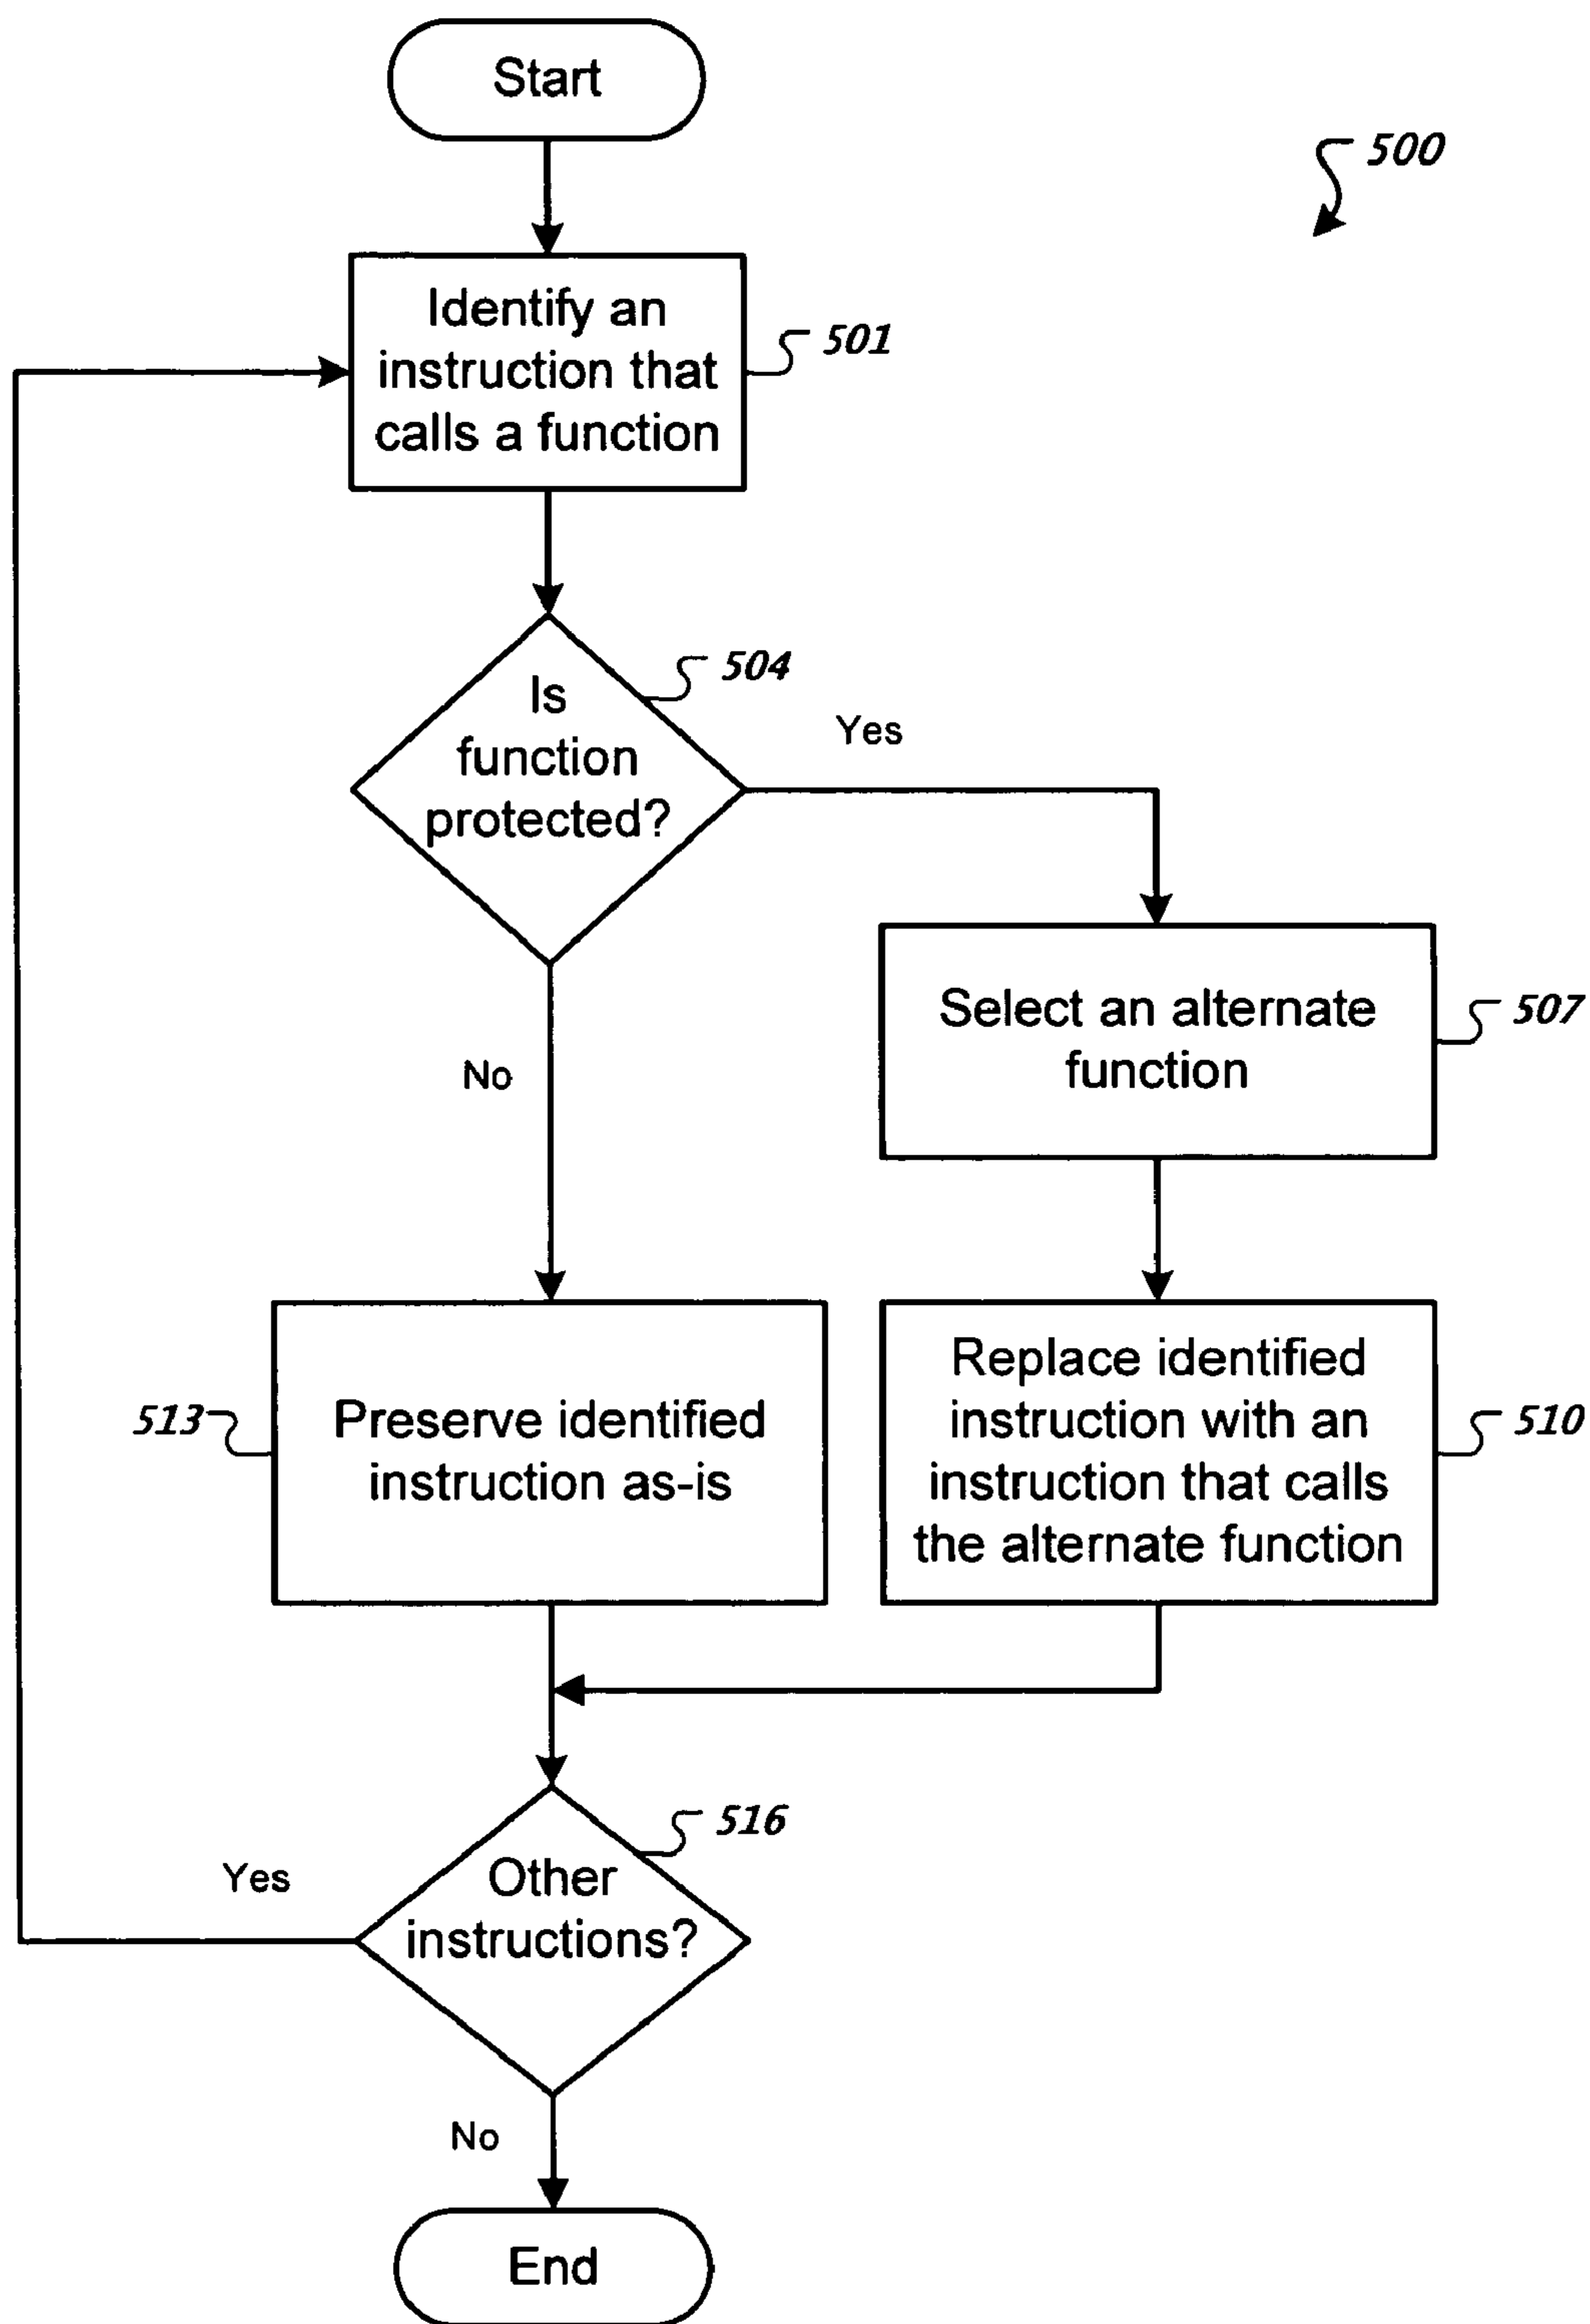 Start
500
Identify an
instruction that
calls a function
501
504
Is
function
protected?
Yes
Select an alternate
function
507
No
513
Preserve identified
instruction as-is
Replace identified
instruction with an
instruction that calls
the alternate function
510
516
Other
instructions?
Yes
No
End